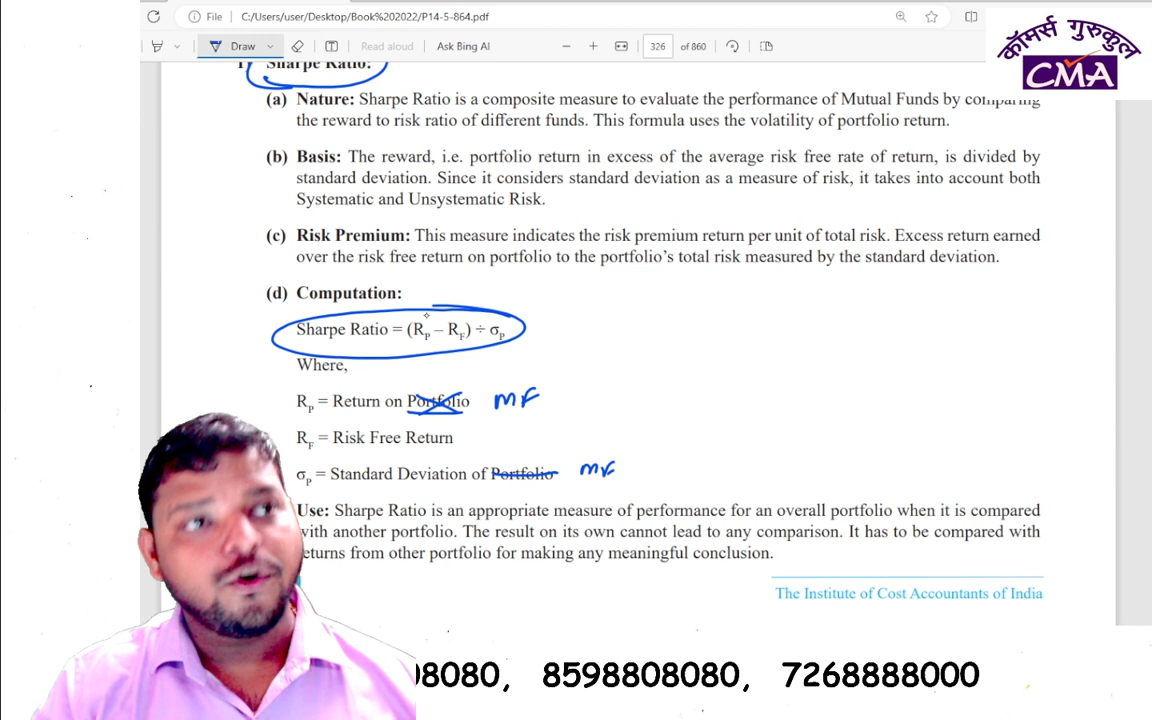 File
C:/Users/user/Desktop/Book%202022/P14-5-864.pdf
Draw
Read aloud
Ask Bing AI
326 of 860
कॉमर्स गुरुकुल
CMA
Sharpe Ratio:
(a) Nature: Sharpe Ratio is a composite measure to evaluate the performance of Mutual Funds by comparing
the reward to risk ratio of different funds. This formula uses the volatility of portfolio return.
(b) Basis: The reward, i.e. portfolio return in excess of the average risk free rate of return, is divided by
standard deviation. Since it considers standard deviation as a measure of risk, it takes into account both
Systematic and Unsystematic Risk.
(c) Risk Premium: This measure indicates the risk premium return per unit of total risk. Excess return earned
over the risk free return on portfolio to the portfolio's total risk measured by the standard deviation.
(d) Computation:
Sharpe Ratio = (Rₚ – R_F) ÷ σₚ
Where,
Rₚ = Return on Portfolio MF
R_F = Risk Free Return
σₚ = Standard Deviation of Portfolio MF
Use: Sharpe Ratio is an appropriate measure of performance for an overall portfolio when it is compared
with another portfolio. The result on its own cannot lead to any comparison. It has to be compared with
returns from other portfolio for making any meaningful conclusion.
The Institute of Cost Accountants of India
8080, 8598808080, 7268888000